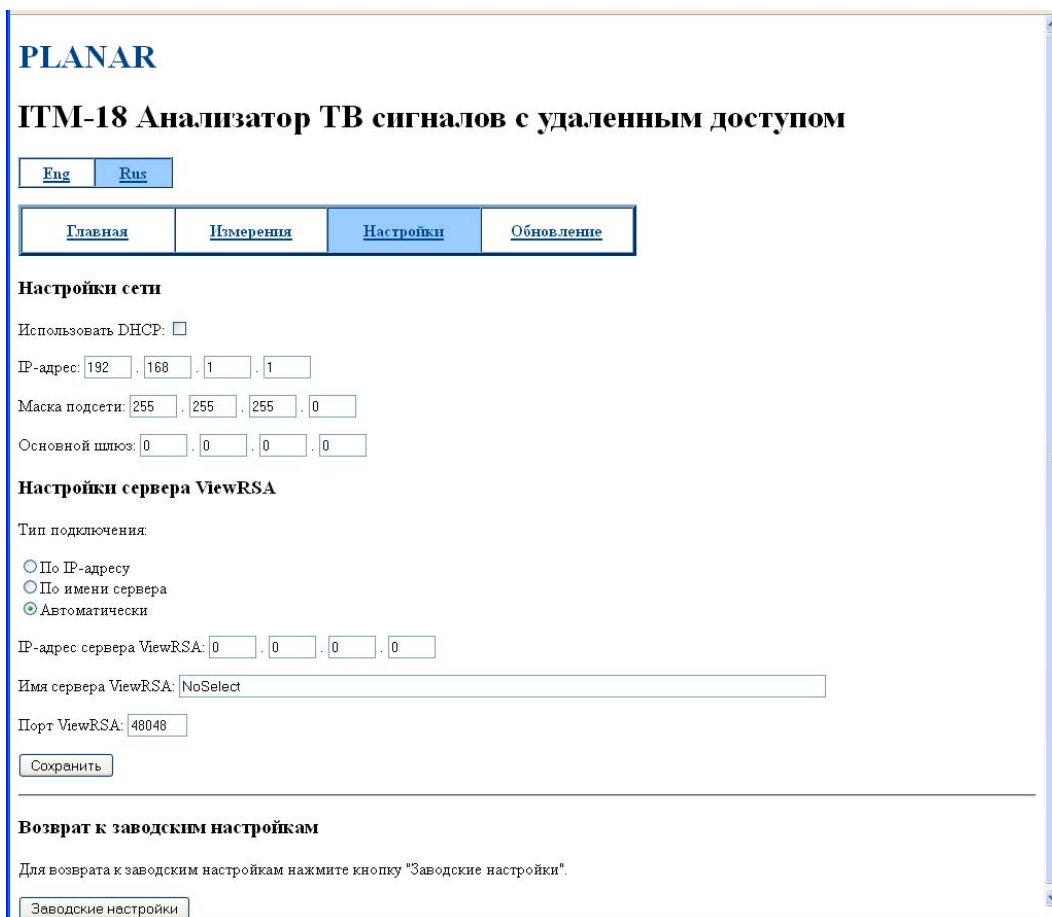 PLANAR
ITM-18 Анализатор ТВ сигналов с удаленным доступом
Eng Rus
Главная Измерения Настройки Обновление
Настройки сети
Использовать DHCP:
IP-адрес: 192 . 168 . 1 . 1
Маска подсети: 255 . 255 . 255 . 0
Основной шлюз: 0 . 0 . 0 . 0
Настройки сервера ViewRSA
Тип подключения:
По IP-адресу
По имени сервера
Автоматически
IP-адрес сервера ViewRSA: 0 . 0 . 0 . 0
Имя сервера ViewRSA: NoSelect
Порт ViewRSA: 48048
Сохранить
Возврат к заводским настройкам
Для возврата к заводским настройкам нажмите кнопку "Заводские настройки".
Заводские настройки